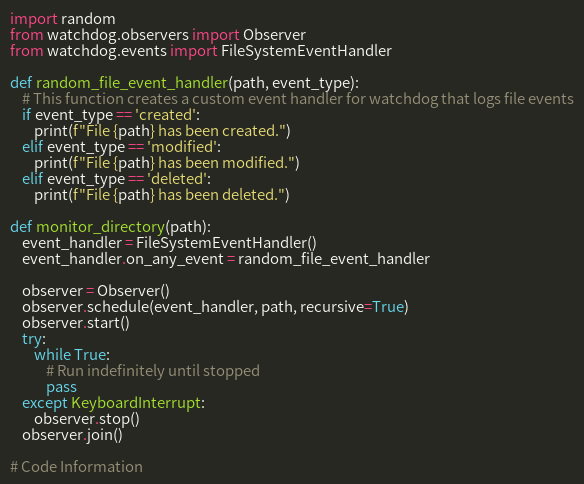 import random
from watchdog.observers import Observer
from watchdog.events import FileSystemEventHandler

def random_file_event_handler(path, event_type):
    # This function creates a custom event handler for watchdog that logs file events
    if event_type == 'created':
        print(f"File {path} has been created.")
    elif event_type == 'modified':
        print(f"File {path} has been modified.")
    elif event_type == 'deleted':
        print(f"File {path} has been deleted.")

def monitor_directory(path):
    event_handler = FileSystemEventHandler()
    event_handler.on_any_event = random_file_event_handler

    observer = Observer()
    observer.schedule(event_handler, path, recursive=True)
    observer.start()
    try:
        while True:
            # Run indefinitely until stopped
            pass
    except KeyboardInterrupt:
        observer.stop()
    observer.join()

# Code Information